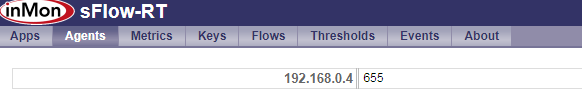 inMon sFlow-RT
Apps Agents Metrics Keys Flows Thresholds Events About
192.168.0.4 655